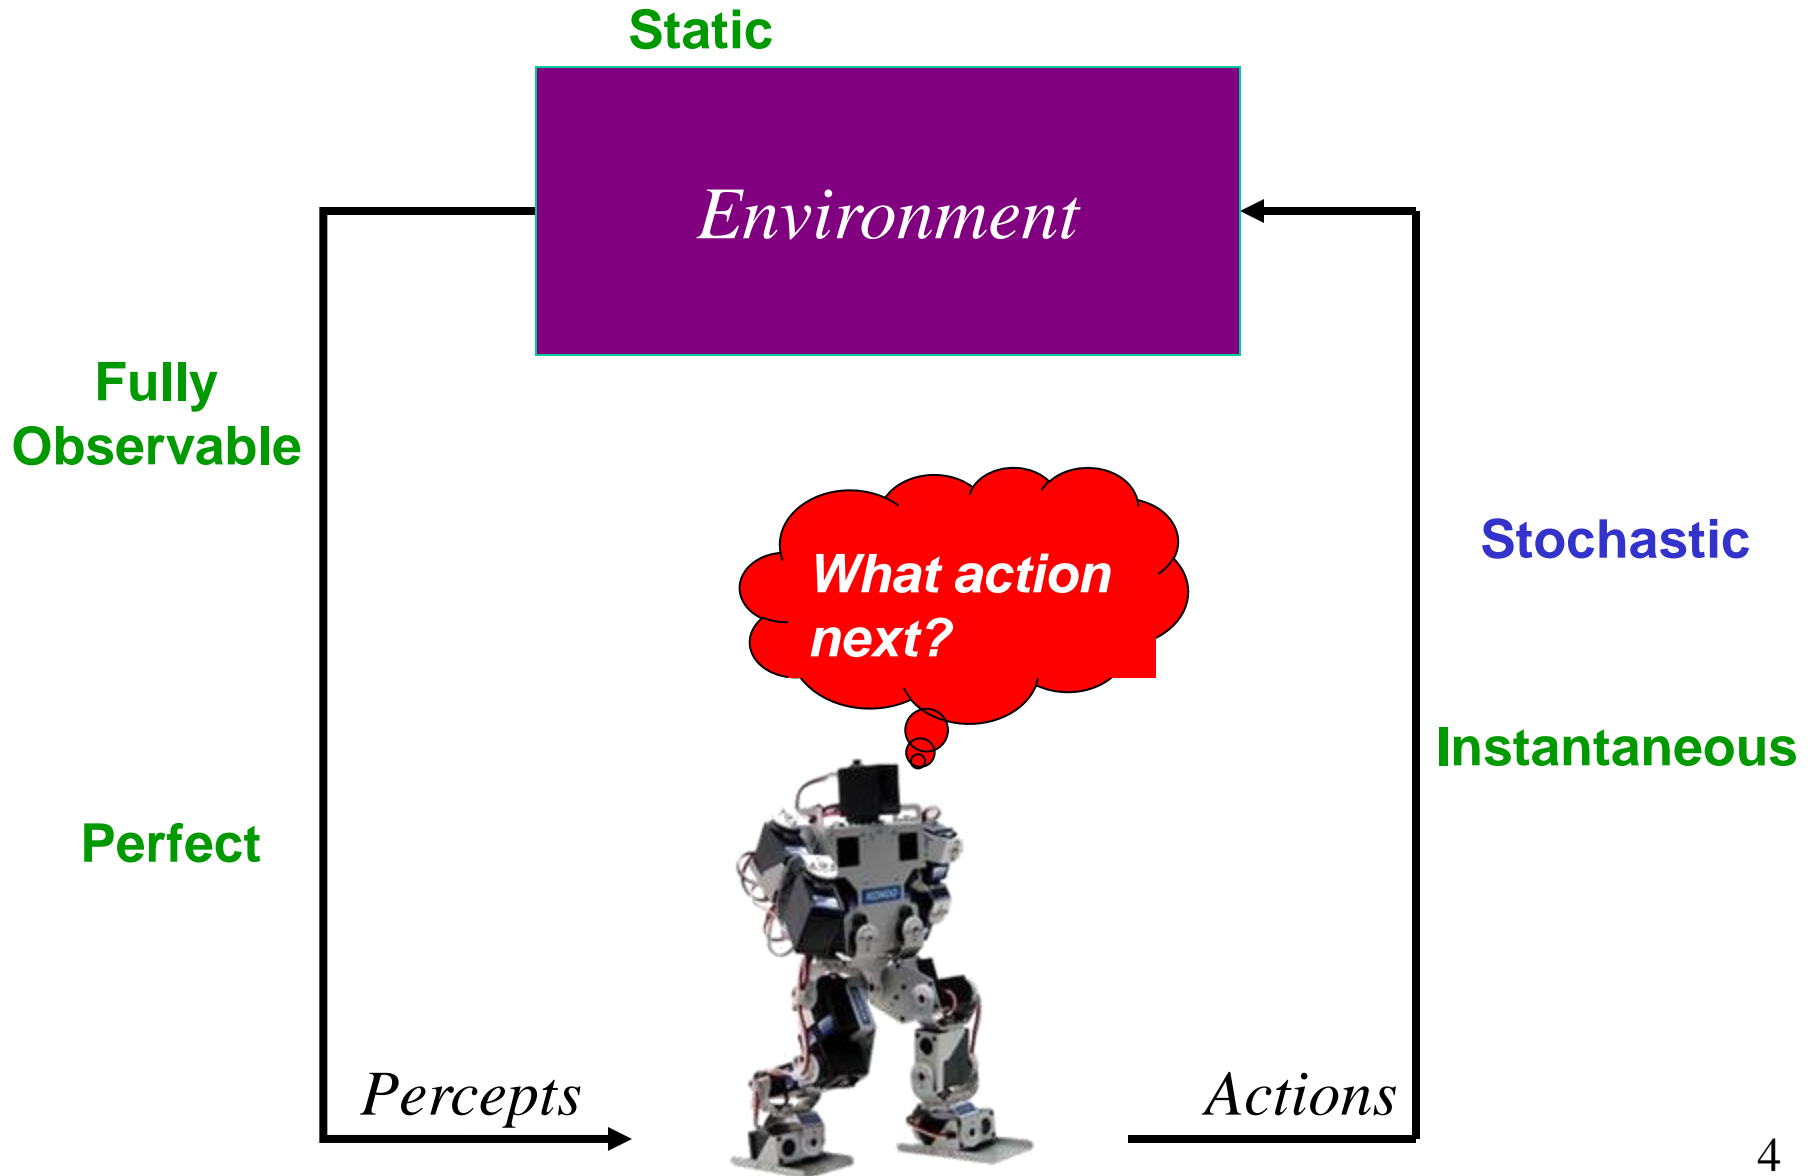 Static
Environment
Fully
Observable
What action
next?
Stochastic
Instantaneous
Perfect
Percepts
Actions
4